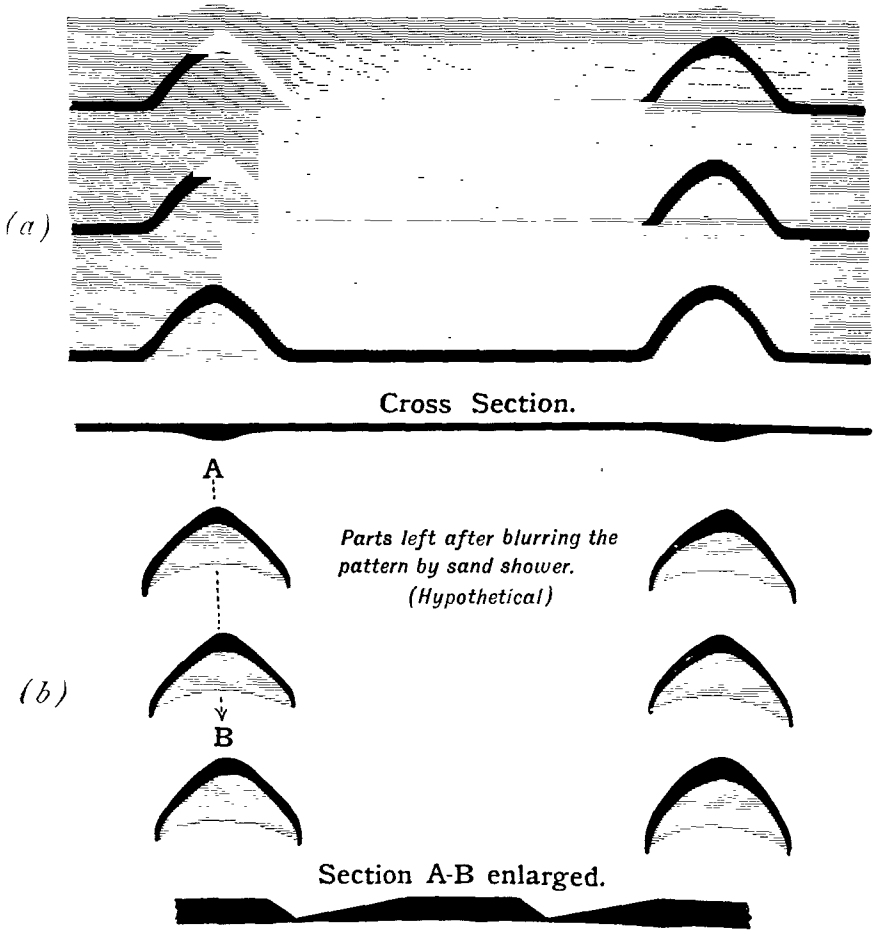 (a)
Cross Section.
A
Parts left after blurring the
pattern by sand shower.
(Hypothetical)
(b)
B
Section A-B enlarged.